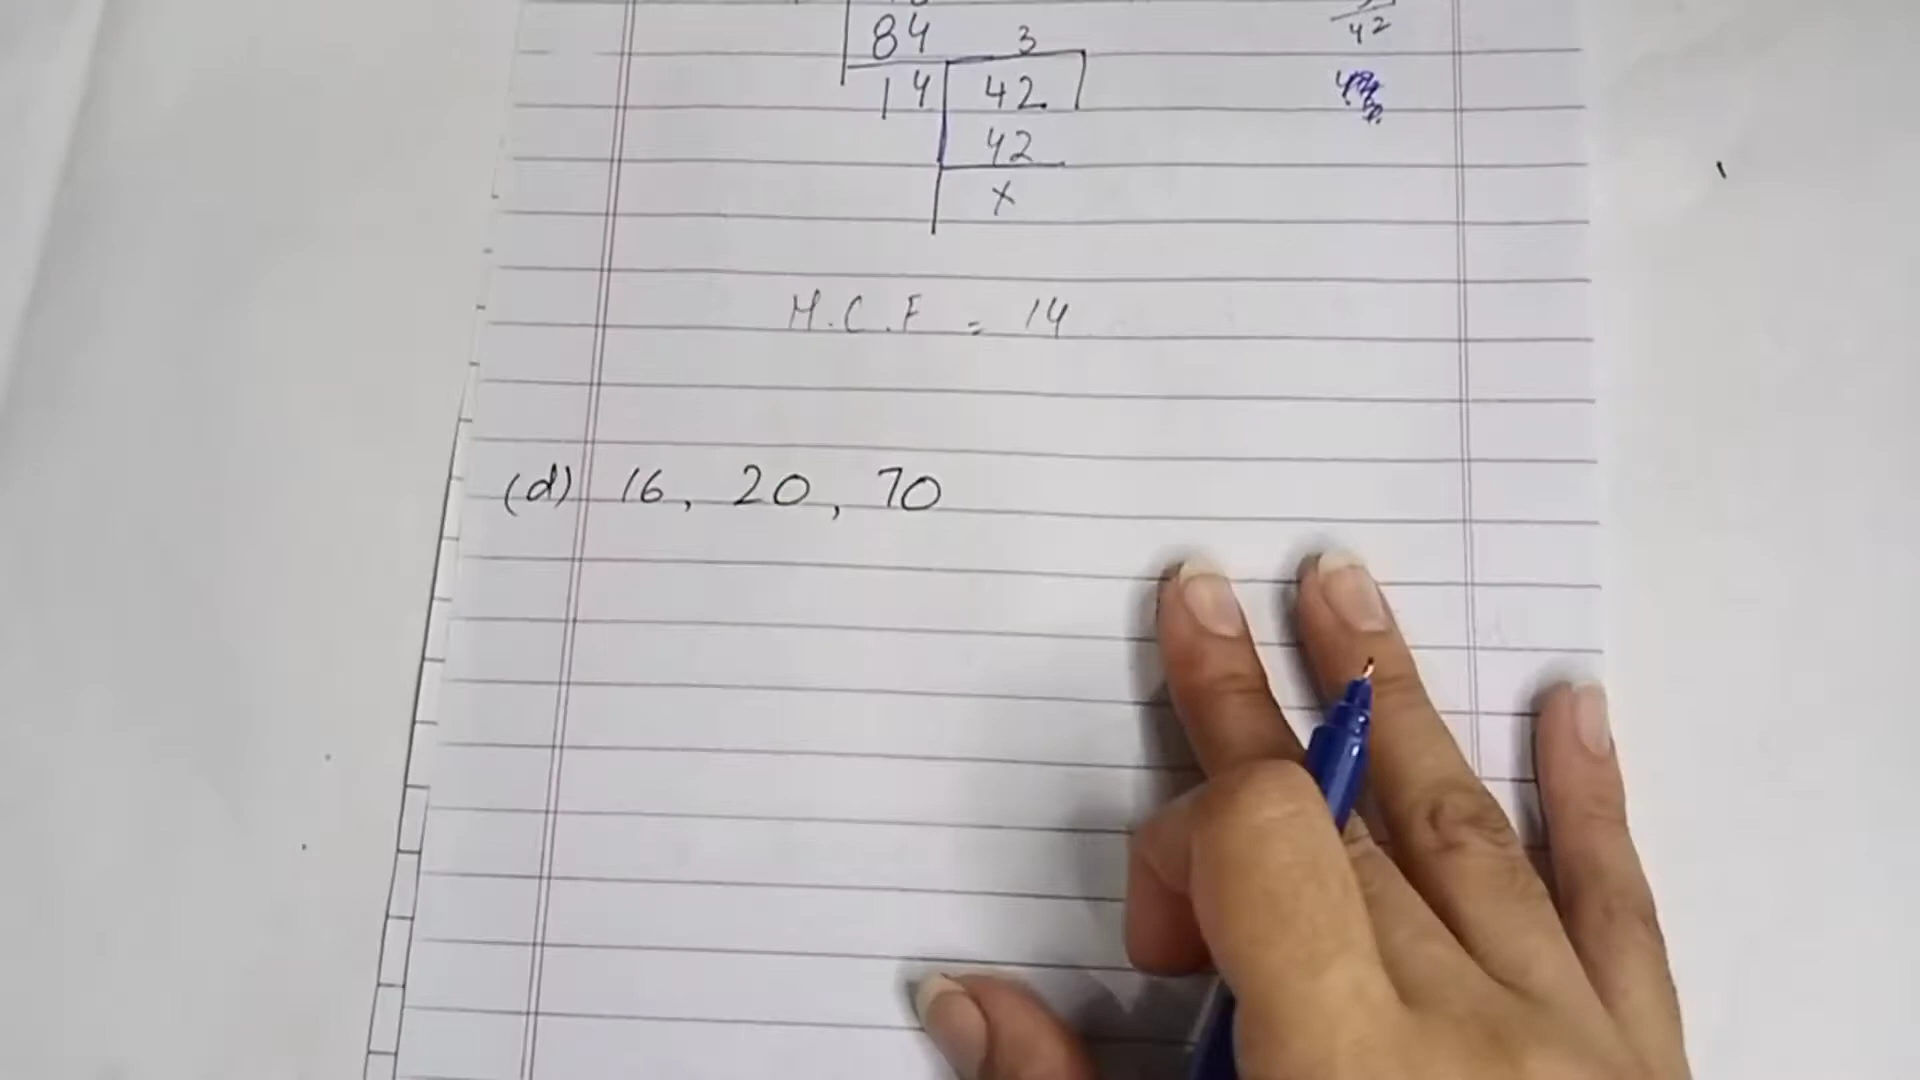 84 3
42
14 42
42
x
H.C.F = 14
(d) 16, 20, 70